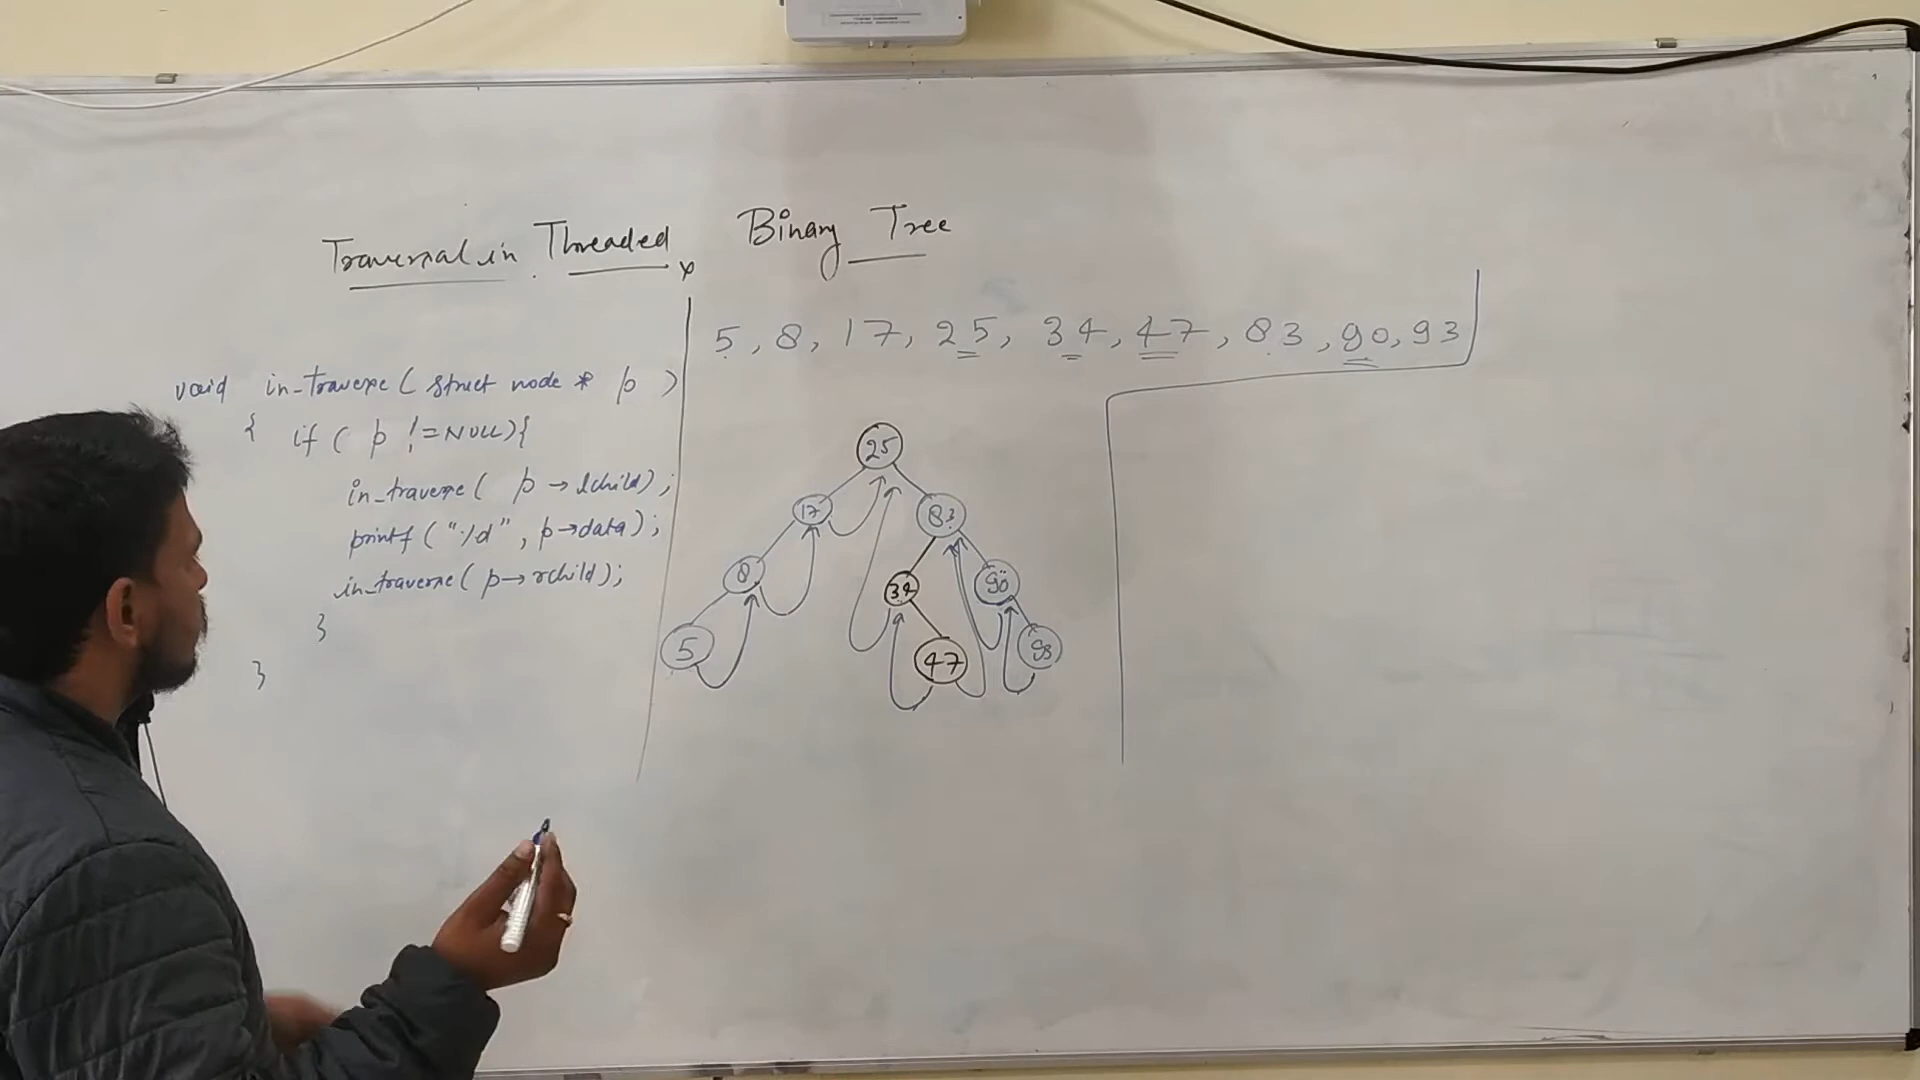 Traversal in Threaded Binary Tree
void in_traverse ( struct node * p )
{ if ( p != NULL) {
in_traverse ( p → lchild) ;
printf ( "%d" , p → data) ;
in_traverse ( p → rchild) ;
}
}
5, 8, 17, 25, 34, 47, 83, 90, 93
25
17 83
8 34 90
5 47 93